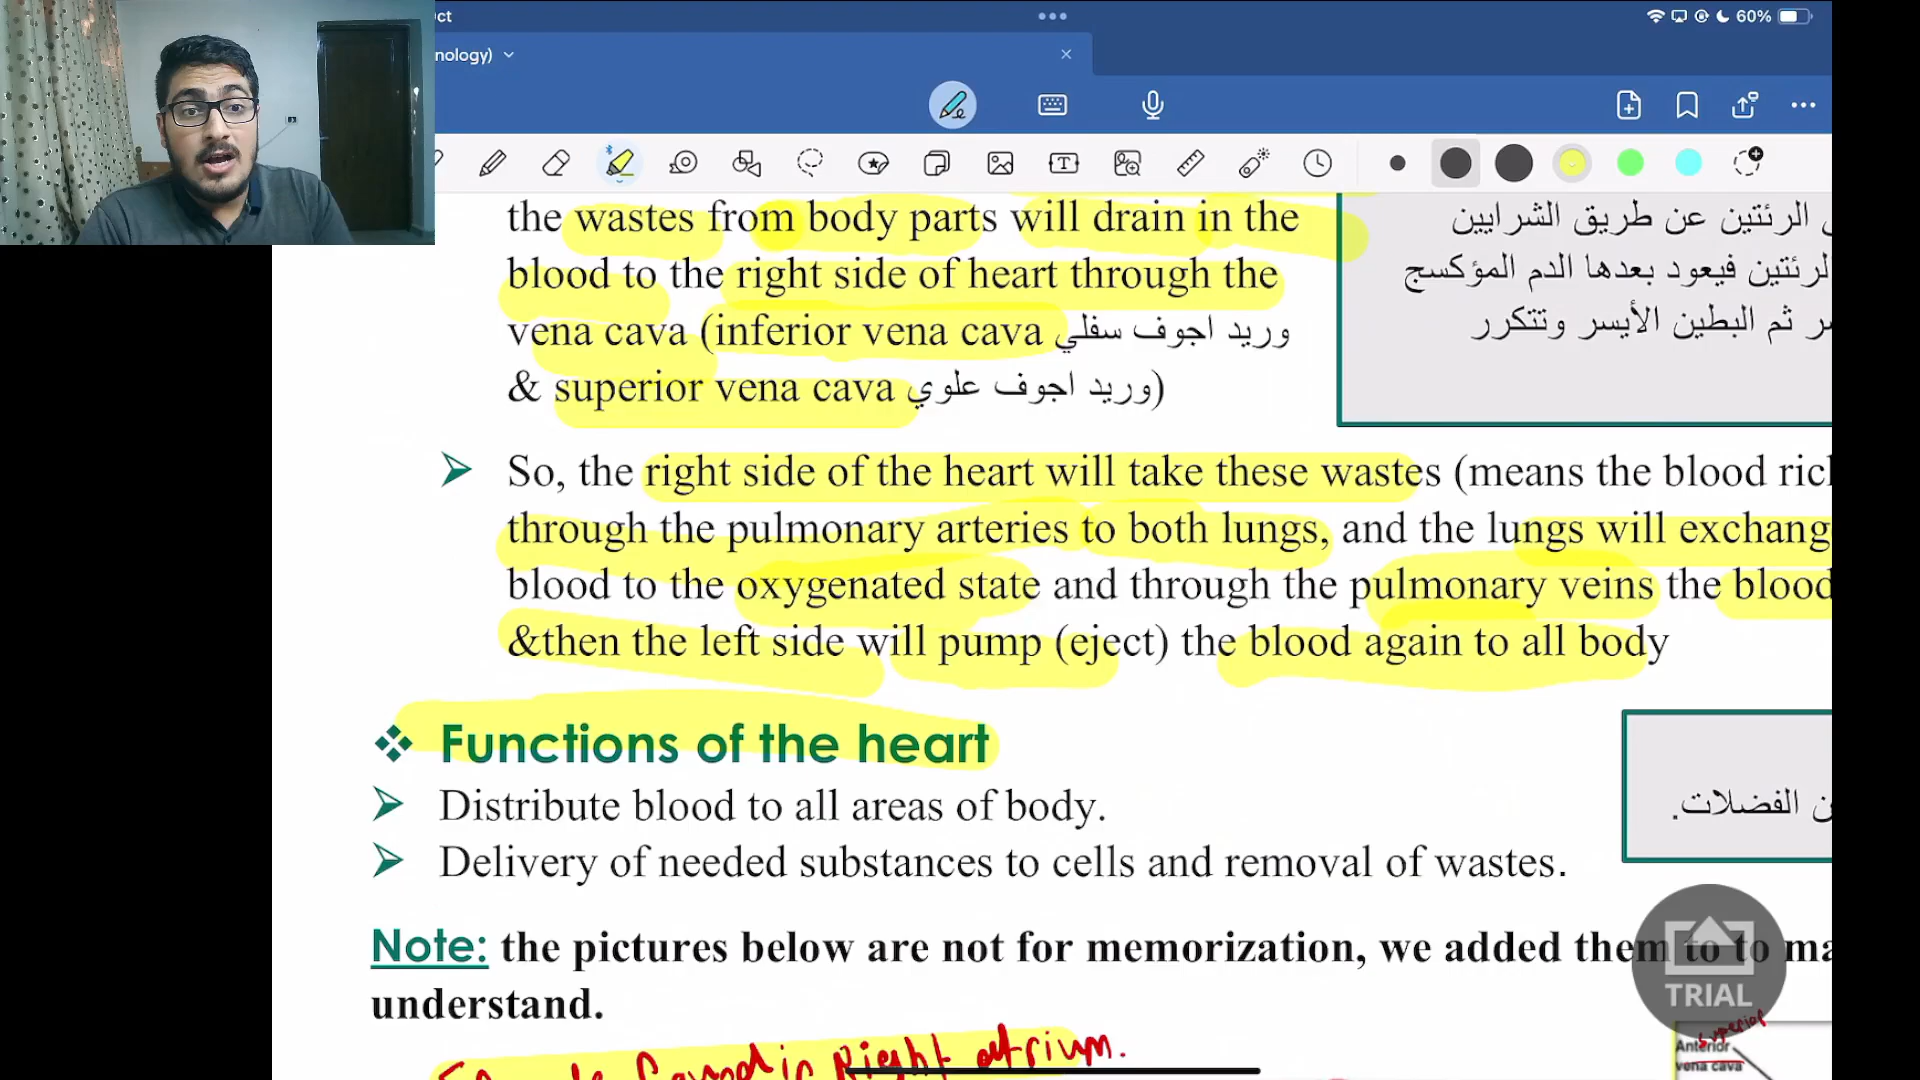 ct
60%
nology)
the wastes from body parts will drain in the
blood to the right side of heart through the
vena cava (inferior vena cava وريد اجوف سفلي
& superior vena cava وريد اجوف علوي)
الرئتين عن طريق الشرايين
لرئتين فيعود بعدها الدم المؤكسج
سر ثم البطين الأيسر وتتكرر
So, the right side of the heart will take these wastes (means the blood ric
through the pulmonary arteries to both lungs, and the lungs will exchang
blood to the oxygenated state and through the pulmonary veins the blood
&then the left side will pump (eject) the blood again to all body
Functions of the heart
Distribute blood to all areas of body.
Delivery of needed substances to cells and removal of wastes.
ن الفضلات.
Note: the pictures below are not for memorization, we added them to to ma
understand.
TRIAL
Right atrium.
Superior
Anterior
vena cava